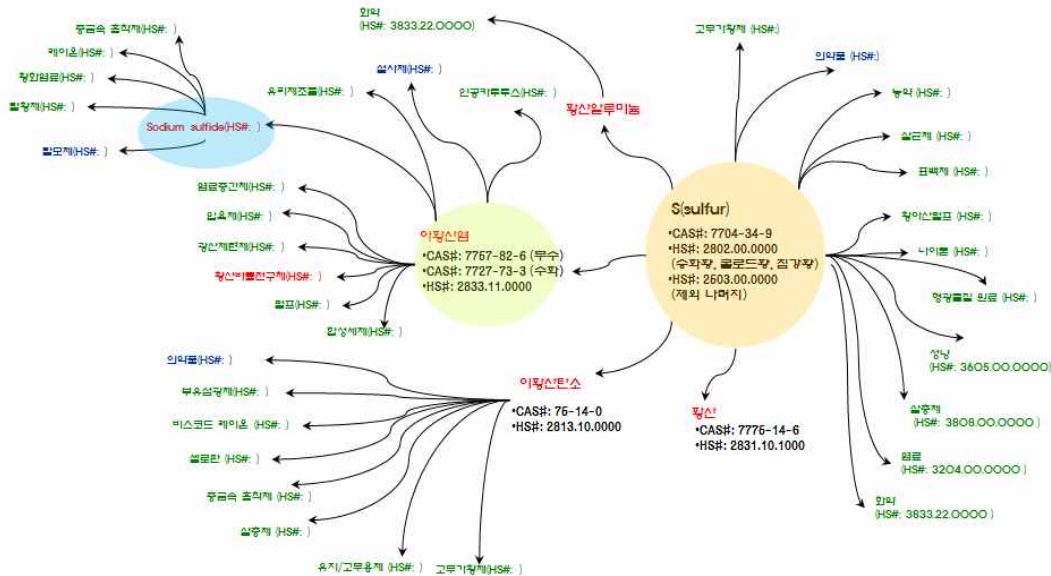 중금속 흡착제(HS#: )
레이온(HS#: )
황화염료(HS#: )
탈황제(HS#: )
Sodium sulfide(HS#: )
탈모제(HS#: )
화약
(HS#: 3833.22.0000)
설사제(HS#: )
유리제조물(HS#: )
인공카루루스(HS#: )
황산알루미늄
고무가황제 (HS#:)
의약품 (HS#:)
농약 (HS#: )
살균제 (HS#: )
표백제 (HS#: )
황아산펄프 (HS#: )
나이론 (HS#: )
형광물질 원료 (HS#: )
성냥
(HS#: 3605.00.0000)
살충제
(HS#: 3808.00.0000 )
염료
(HS#: 3204.00.0000 )
화약
(HS#: 3833.22.0000 )
S(sulfur)
•CAS#: 7704-34-9
•HS#: 2802.00.0000
(승화황, 콜로드황, 침강황)
•HS#: 2503.00.0000
(제외 나머지)
염료중간체(HS#: )
입욕제(HS#: )
광산제련제(HS#: )
황산바륨전구체(HS#: )
펄프(HS#: )
합성세제(HS#: )
아황산염
•CAS#: 7757-82-6 (무수)
•CAS#: 7727-73-3 (수화)
•HS#: 2833.11.0000
의약품(HS#: )
부유섬광제(HS#: )
비스코드 레이온 (HS#: )
셀로판 (HS#: )
중금속 흡착제 (HS#: )
살충제 (HS#: )
유지/고무용제 (HS#: )
고무가황제(HS#: )
이황산탄소
•CAS#: 75-14-0
•HS#: 2813.10.0000
황산
•CAS#: 7775-14-6
•HS#: 2831.10.1000